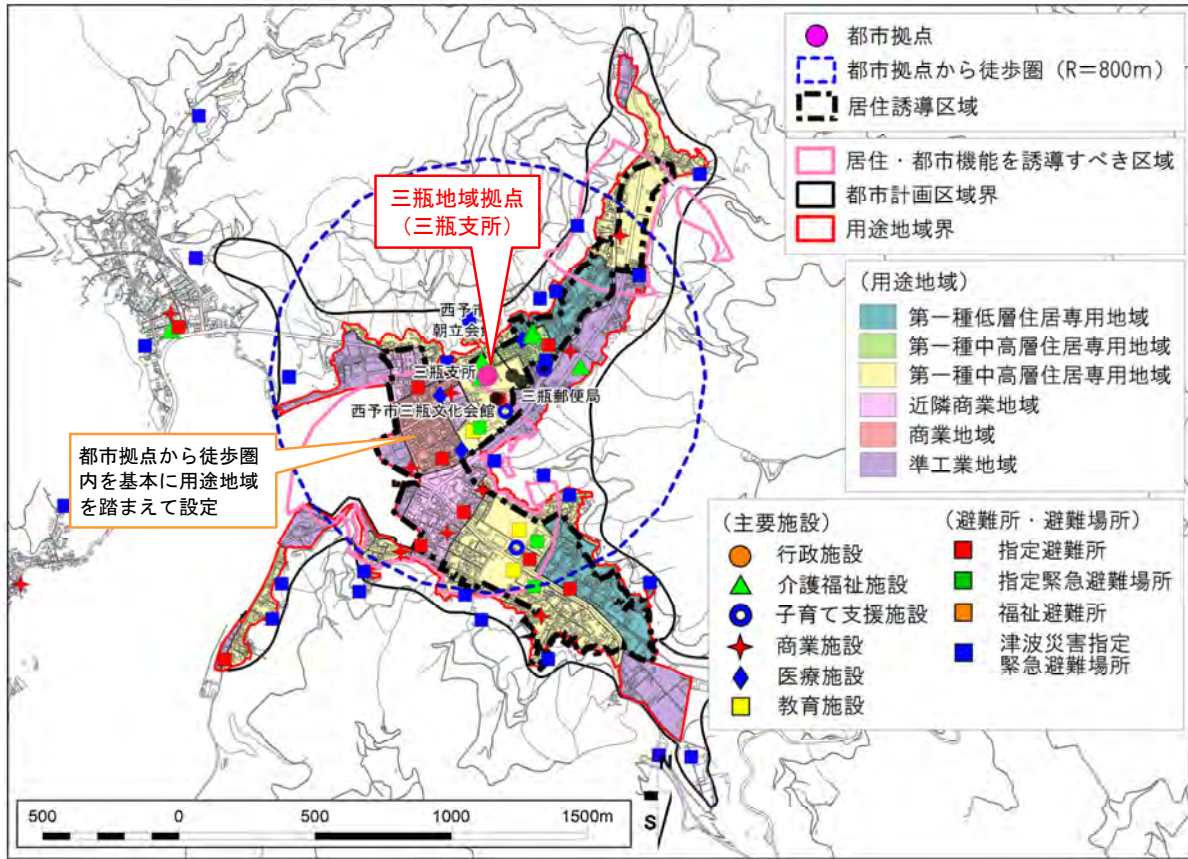 都市拠点
都市拠点から徒歩圏（R＝800m）
居住誘導区域
居住・都市機能を誘導すべき区域
都市計画区域界
用途地域界
（用途地域）
第一種低層住居専用地域
第一種中高層住居専用地域
第一種中高層住居専用地域
近隣商業地域
商業地域
準工業地域
（主要施設）
行政施設
介護福祉施設
子育て支援施設
商業施設
医療施設
教育施設
（避難所・避難場所）
指定避難所
指定緊急避難場所
福祉避難所
津波災害指定
緊急避難場所
三瓶地域拠点
（三瓶支所）
西予市
朝立会館
三瓶支所
三瓶郵便局
西予市三瓶文化会館
都市拠点から徒歩圏
内を基本に用途地域
を踏まえて設定
500 0 500 1000 1500m
N
S